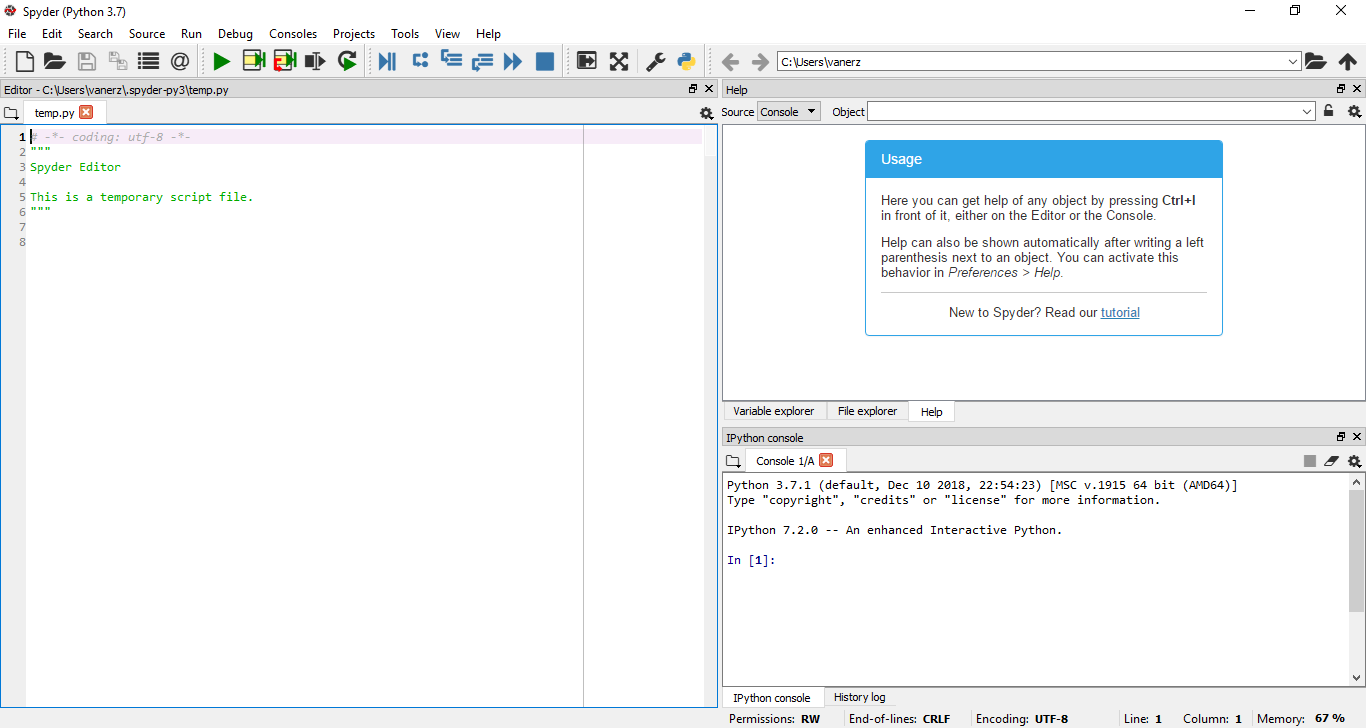 Spyder (Python 3.7)
File Edit Search Source Run Debug Consoles Projects Tools View Help
C:\Users\vanerz
Editor - C:\Users\vanerz\.spyder-py3\temp.py
temp.py
1 # -*- coding: utf-8 -*-
2 """
3 Spyder Editor
4
5 This is a temporary script file.
6 """
7
8
Help
Source Console Object
Usage
Here you can get help of any object by pressing Ctrl+I
in front of it, either on the Editor or the Console.
Help can also be shown automatically after writing a left
parenthesis next to an object. You can activate this
behavior in Preferences > Help.
New to Spyder? Read our tutorial
Variable explorer File explorer Help
IPython console
Console 1/A
Python 3.7.1 (default, Dec 10 2018, 22:54:23) [MSC v.1915 64 bit (AMD64)]
Type "copyright", "credits" or "license" for more information.
IPython 7.2.0 -- An enhanced Interactive Python.
In [1]:
IPython console History log
Permissions: RW End-of-lines: CRLF Encoding: UTF-8 Line: 1 Column: 1 Memory: 67 %